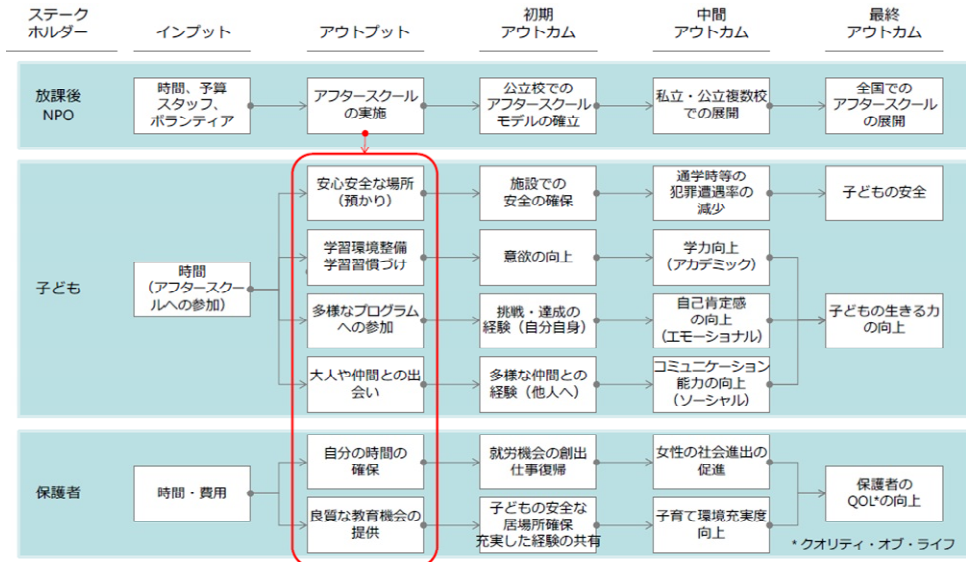 ステーク
ホルダー
インプット
アウトプット
初期
アウトカム
中間
アウトカム
最終
アウトカム
放課後
NPO
時間、予算
スタッフ、
ボランティア
アフタースクール
の実施
公立校での
アフタースクール
モデルの確立
私立・公立複数校
での展開
全国での
アフタースクール
の展開
子ども
時間
(アフタースクー
ルへの参加)
安心安全な場所
(預かり)
施設での
安全の確保
通学時等の
犯罪遭遇率の
減少
子どもの安全
学習環境整備
学習習慣づけ
意欲の向上
学力向上
(アカデミック)
多様なプログラム
への参加
挑戦・達成の
経験(自分自身)
自己肯定感
の向上
(エモーショナル)
子どもの生きる力
の向上
大人や仲間との出
会い
多様な仲間との
経験(他人へ)
コミュニケーション
能力の向上
(ソーシャル)
保護者
時間・費用
自分の時間の
確保
就労機会の創出
仕事復帰
女性の社会進出の
促進
保護者の
QOL*の向上
良質な教育機会の
提供
子どもの安全な
居場所確保
充実した経験の共有
子育て環境充実度
向上
*クオリティ・オブ・ライフ